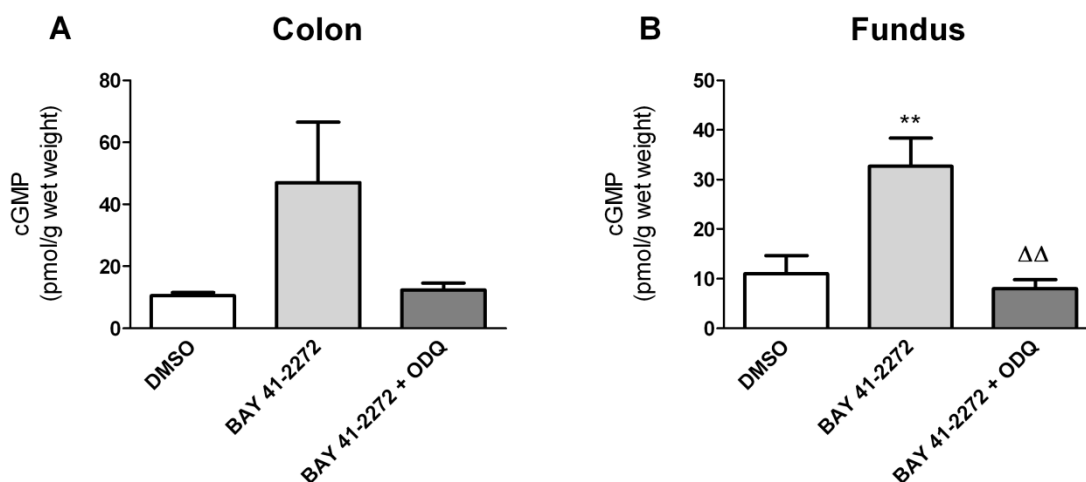 A
Colon
cGMP
(pmol/g wet weight)
80
60
40
20
0
DMSO
BAY 41-2272
BAY 41-2272 + ODQ
B
Fundus
cGMP
(pmol/g wet weight)
50
40
30
20
10
0
**
ΔΔ
DMSO
BAY 41-2272
BAY 41-2272 + ODQ